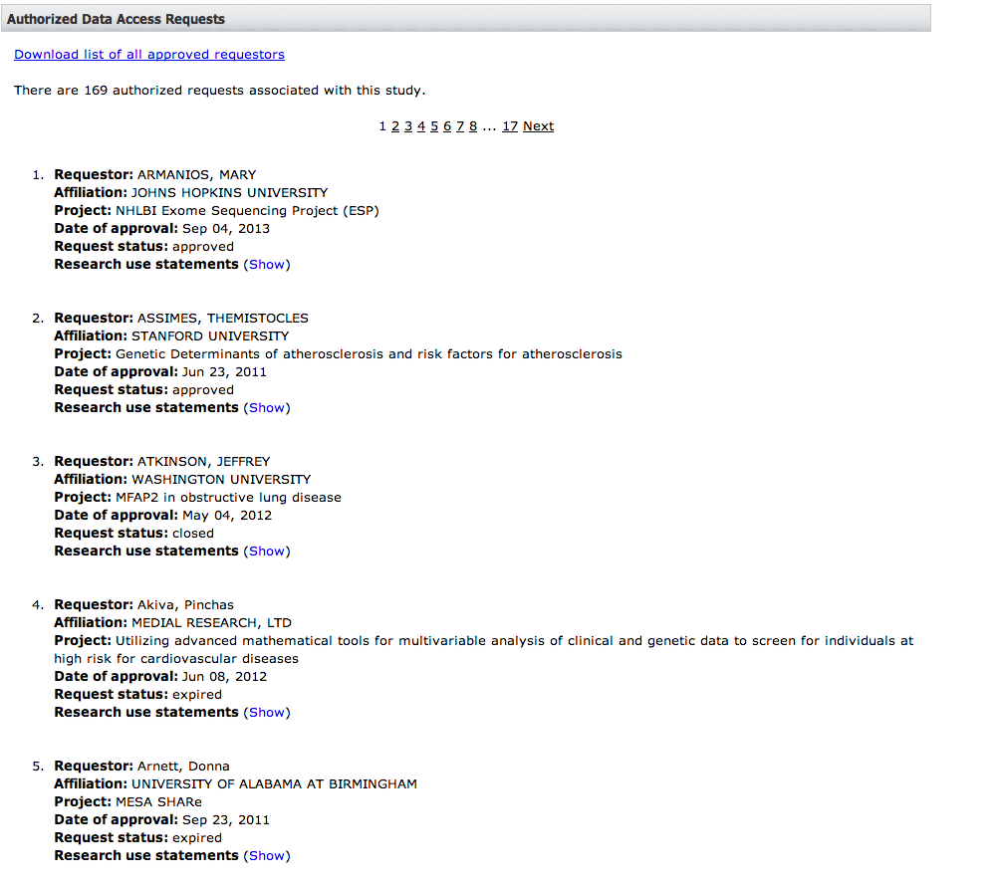 Authorized Data Access Requests
Download list of all approved requestors
There are 169 authorized requests associated with this study.
1 2 3 4 5 6 7 8 ... 17 Next
1. Requestor: ARMANIOS, MARY
Affiliation: JOHNS HOPKINS UNIVERSITY
Project: NHLBI Exome Sequencing Project (ESP)
Date of approval: Sep 04, 2013
Request status: approved
Research use statements (Show)
2. Requestor: ASSIMES, THEMISTOCLES
Affiliation: STANFORD UNIVERSITY
Project: Genetic Determinants of atherosclerosis and risk factors for atherosclerosis
Date of approval: Jun 23, 2011
Request status: approved
Research use statements (Show)
3. Requestor: ATKINSON, JEFFREY
Affiliation: WASHINGTON UNIVERSITY
Project: MFAP2 in obstructive lung disease
Date of approval: May 04, 2012
Request status: closed
Research use statements (Show)
4. Requestor: Akiva, Pinchas
Affiliation: MEDIAL RESEARCH, LTD
Project: Utilizing advanced mathematical tools for multivariable analysis of clinical and genetic data to screen for individuals at
high risk for cardiovascular diseases
Date of approval: Jun 08, 2012
Request status: expired
Research use statements (Show)
5. Requestor: Arnett, Donna
Affiliation: UNIVERSITY OF ALABAMA AT BIRMINGHAM
Project: MESA SHARe
Date of approval: Sep 23, 2011
Request status: expired
Research use statements (Show)